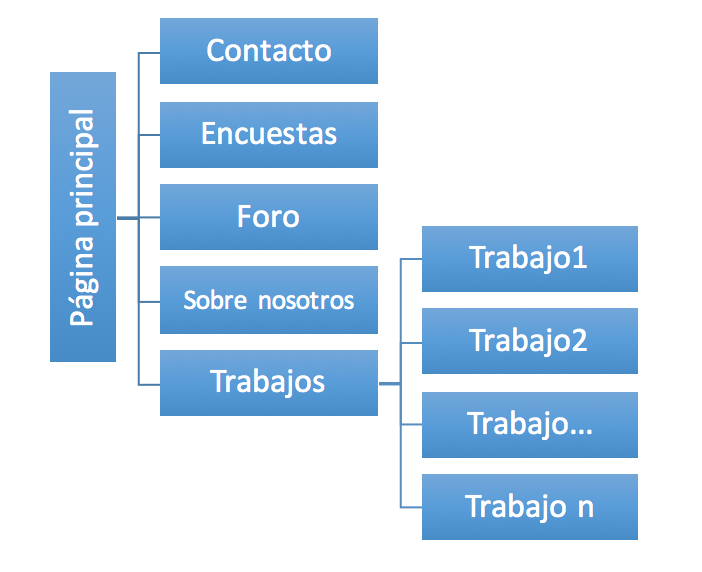 Página principal
Contacto
Encuestas
Foro
Sobre nosotros
Trabajos
Trabajo1
Trabajo2
Trabajo...
Trabajo n